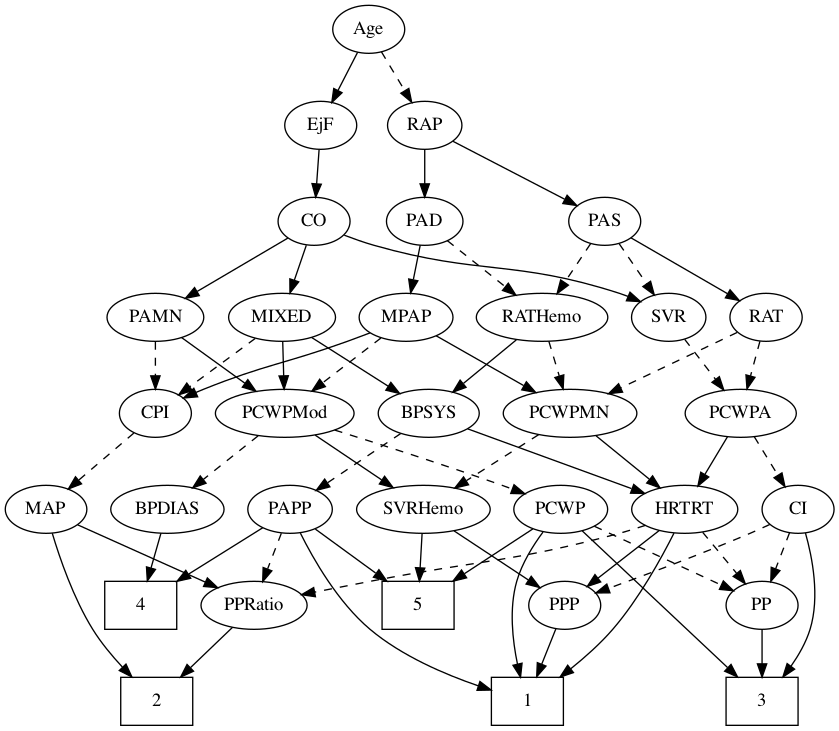 Age
EjF
RAP
CO
PAD
PAS
PAMN
MIXED
MPAP
RATHemo
SVR
RAT
CPI
PCWPMod
BPSYS
PCWPMN
PCWPA
MAP
BPDIAS
PAPP
SVRHemo
PCWP
HRTRT
CI
4
PPRatio
5
PPP
PP
2
1
3